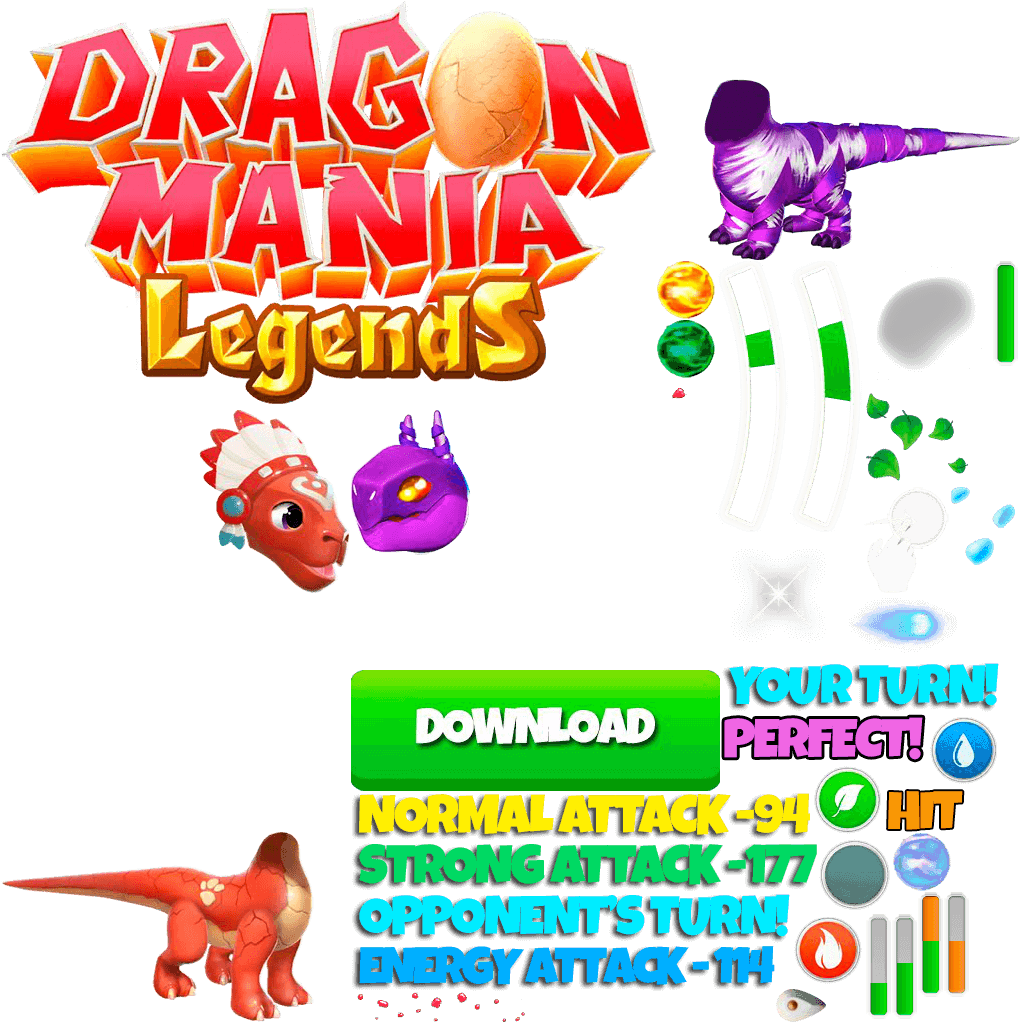 DRAGON
MANIA
Legends
DOWNLOAD
YOUR TURN!
PERFECT!
NORMAL ATTACK -94
HIT
STRONG ATTACK -177
OPPONENT'S TURN!
ENERGY ATTACK - 114